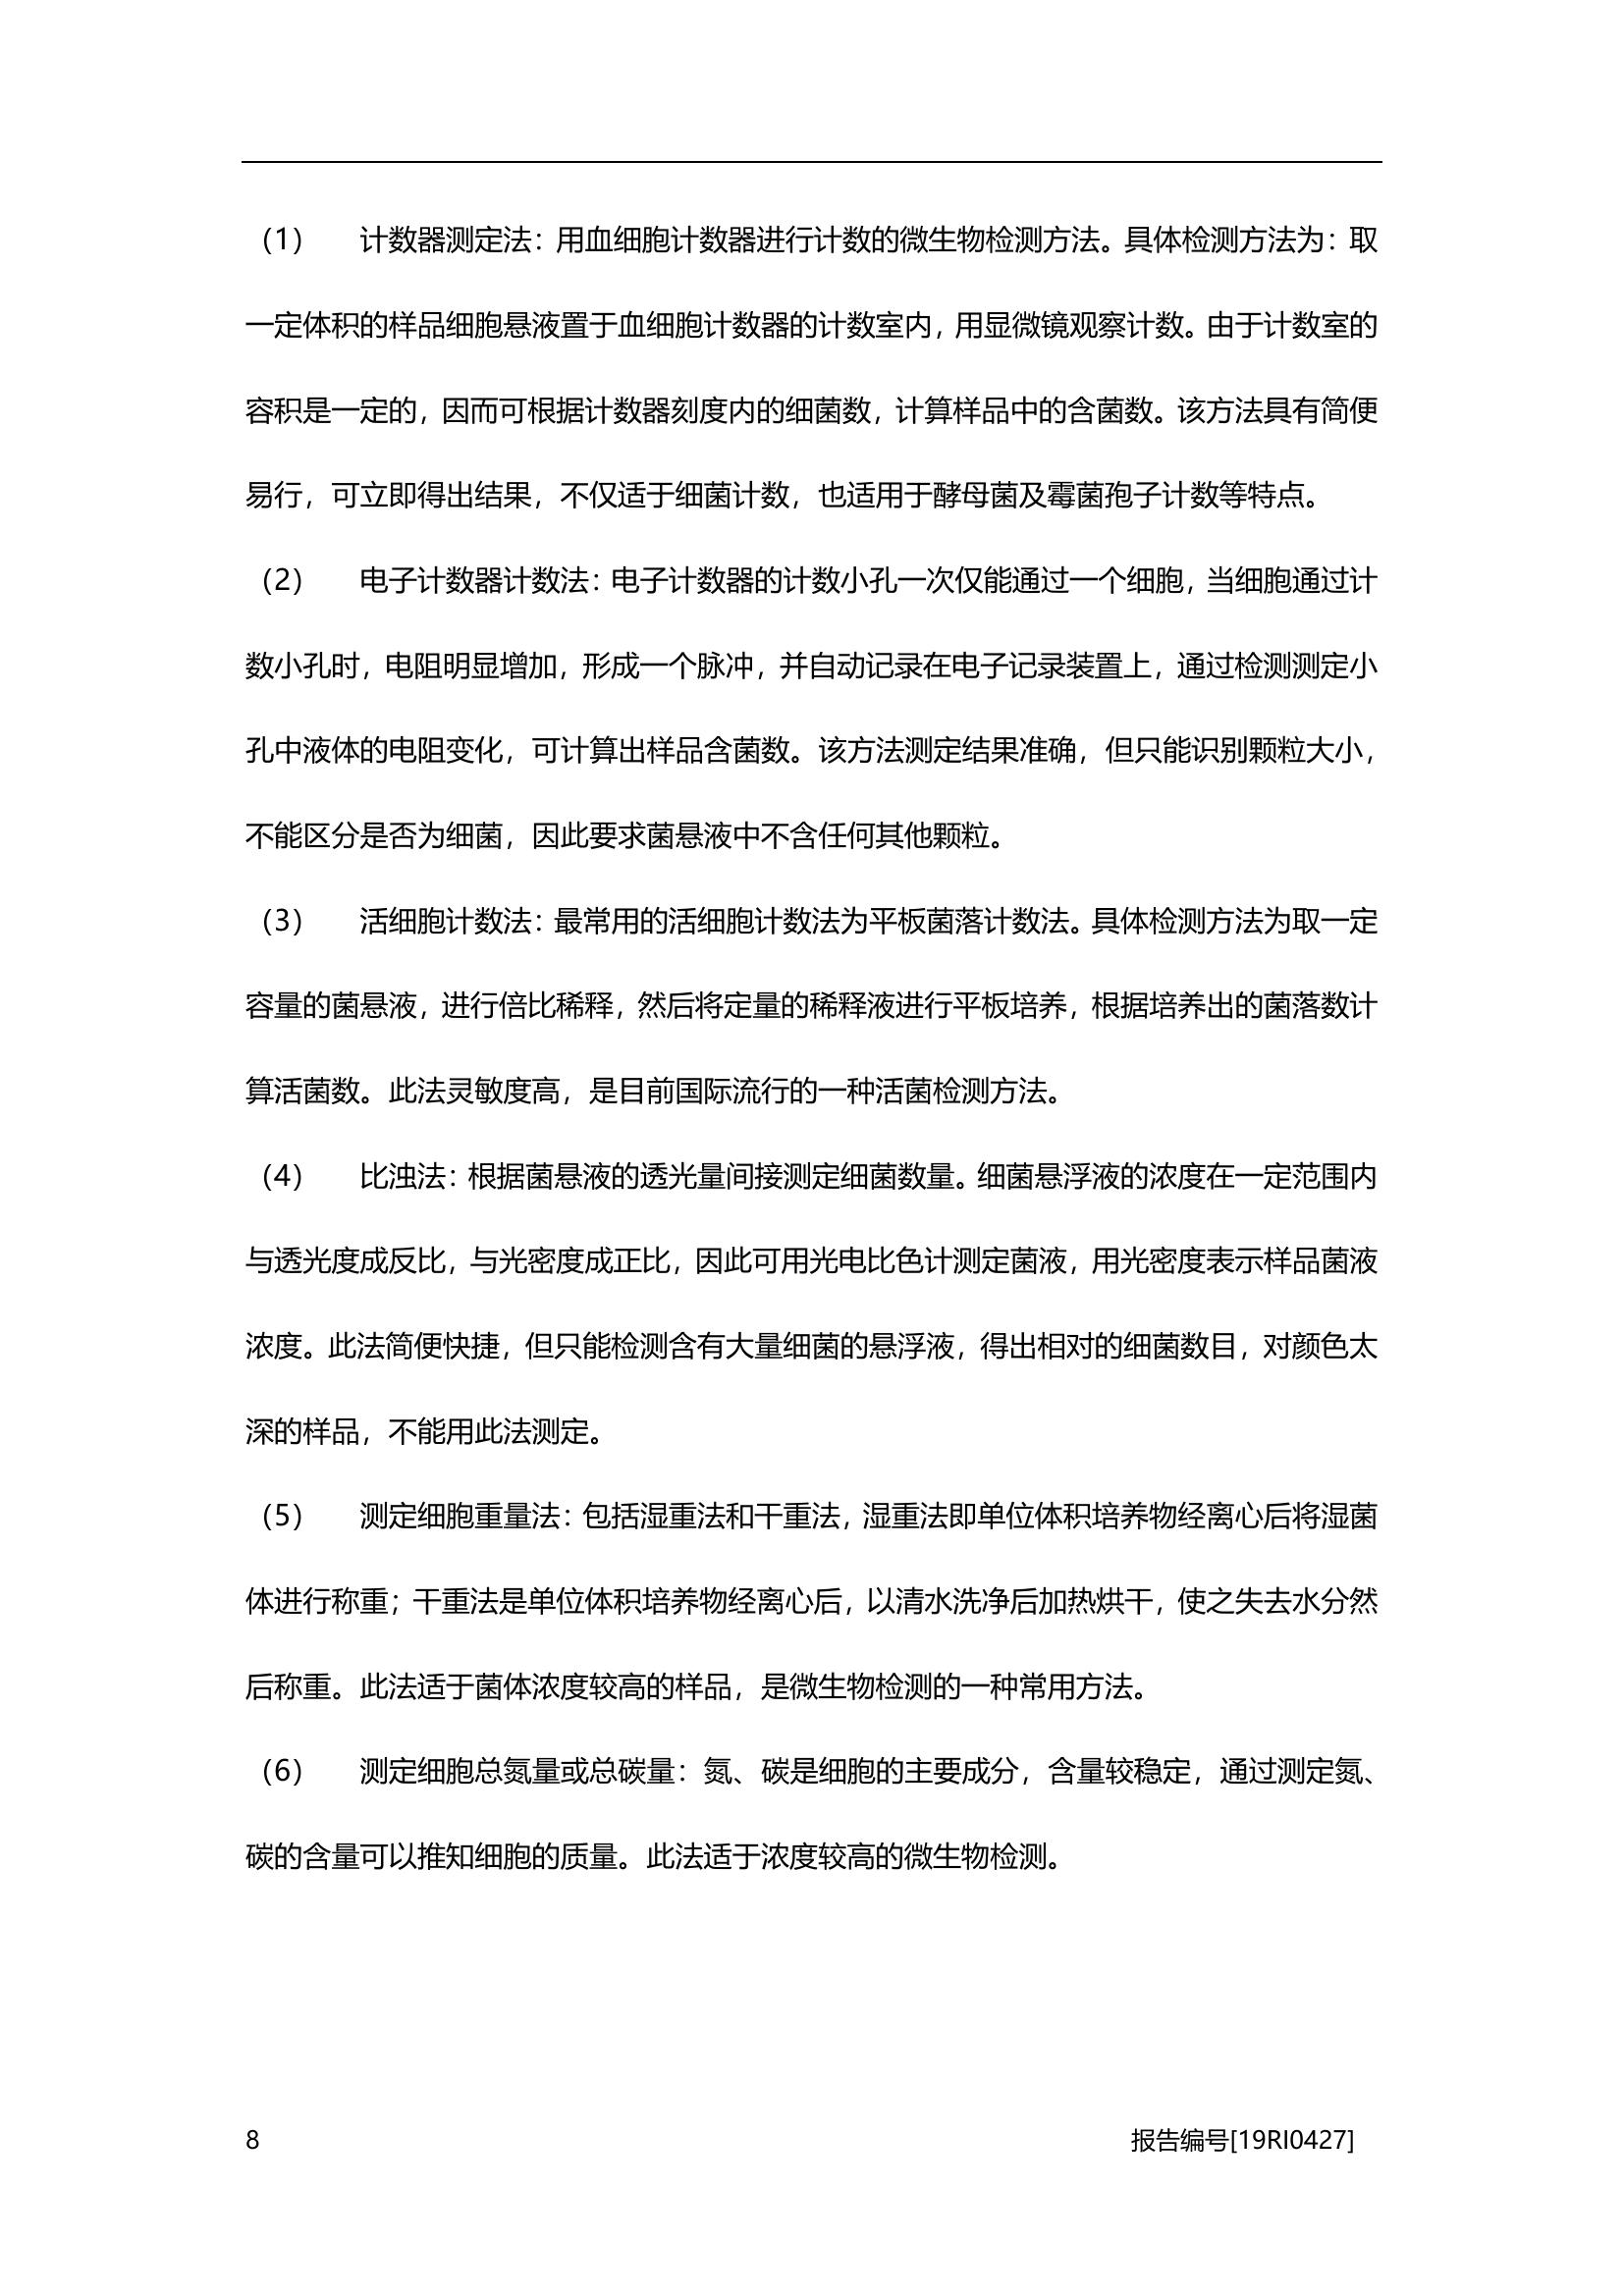 （1） 计数器测定法：用血细胞计数器进行计数的微生物检测方法。具体检测方法为：取
一定体积的样品细胞悬液置于血细胞计数器的计数室内，用显微镜观察计数。由于计数室的
容积是一定的，因而可根据计数器刻度内的细菌数，计算样品中的含菌数。该方法具有简便
易行，可立即得出结果，不仅适于细菌计数，也适用于酵母菌及霉菌孢子计数等特点。
（2） 电子计数器计数法：电子计数器的计数小孔一次仅能通过一个细胞，当细胞通过计
数小孔时，电阻明显增加，形成一个脉冲，并自动记录在电子记录装置上，通过检测测定小
孔中液体的电阻变化，可计算出样品含菌数。该方法测定结果准确，但只能识别颗粒大小，
不能区分是否为细菌，因此要求菌悬液中不含任何其他颗粒。
（3） 活细胞计数法：最常用的活细胞计数法为平板菌落计数法。具体检测方法为取一定
容量的菌悬液，进行倍比稀释，然后将定量的稀释液进行平板培养，根据培养出的菌落数计
算活菌数。此法灵敏度高，是目前国际流行的一种活菌检测方法。
（4） 比浊法：根据菌悬液的透光量间接测定细菌数量。细菌悬浮液的浓度在一定范围内
与透光度成反比，与光密度成正比，因此可用光电比色计测定菌液，用光密度表示样品菌液
浓度。此法简便快捷，但只能检测含有大量细菌的悬浮液，得出相对的细菌数目，对颜色太
深的样品，不能用此法测定。
（5） 测定细胞重量法：包括湿重法和干重法，湿重法即单位体积培养物经离心后将湿菌
体进行称重；干重法是单位体积培养物经离心后，以清水洗净后加热烘干，使之失去水分然
后称重。此法适于菌体浓度较高的样品，是微生物检测的一种常用方法。
（6） 测定细胞总氮量或总碳量：氮、碳是细胞的主要成分，含量较稳定，通过测定氮、
碳的含量可以推知细胞的质量。此法适于浓度较高的微生物检测。
8 报告编号[19RI0427]